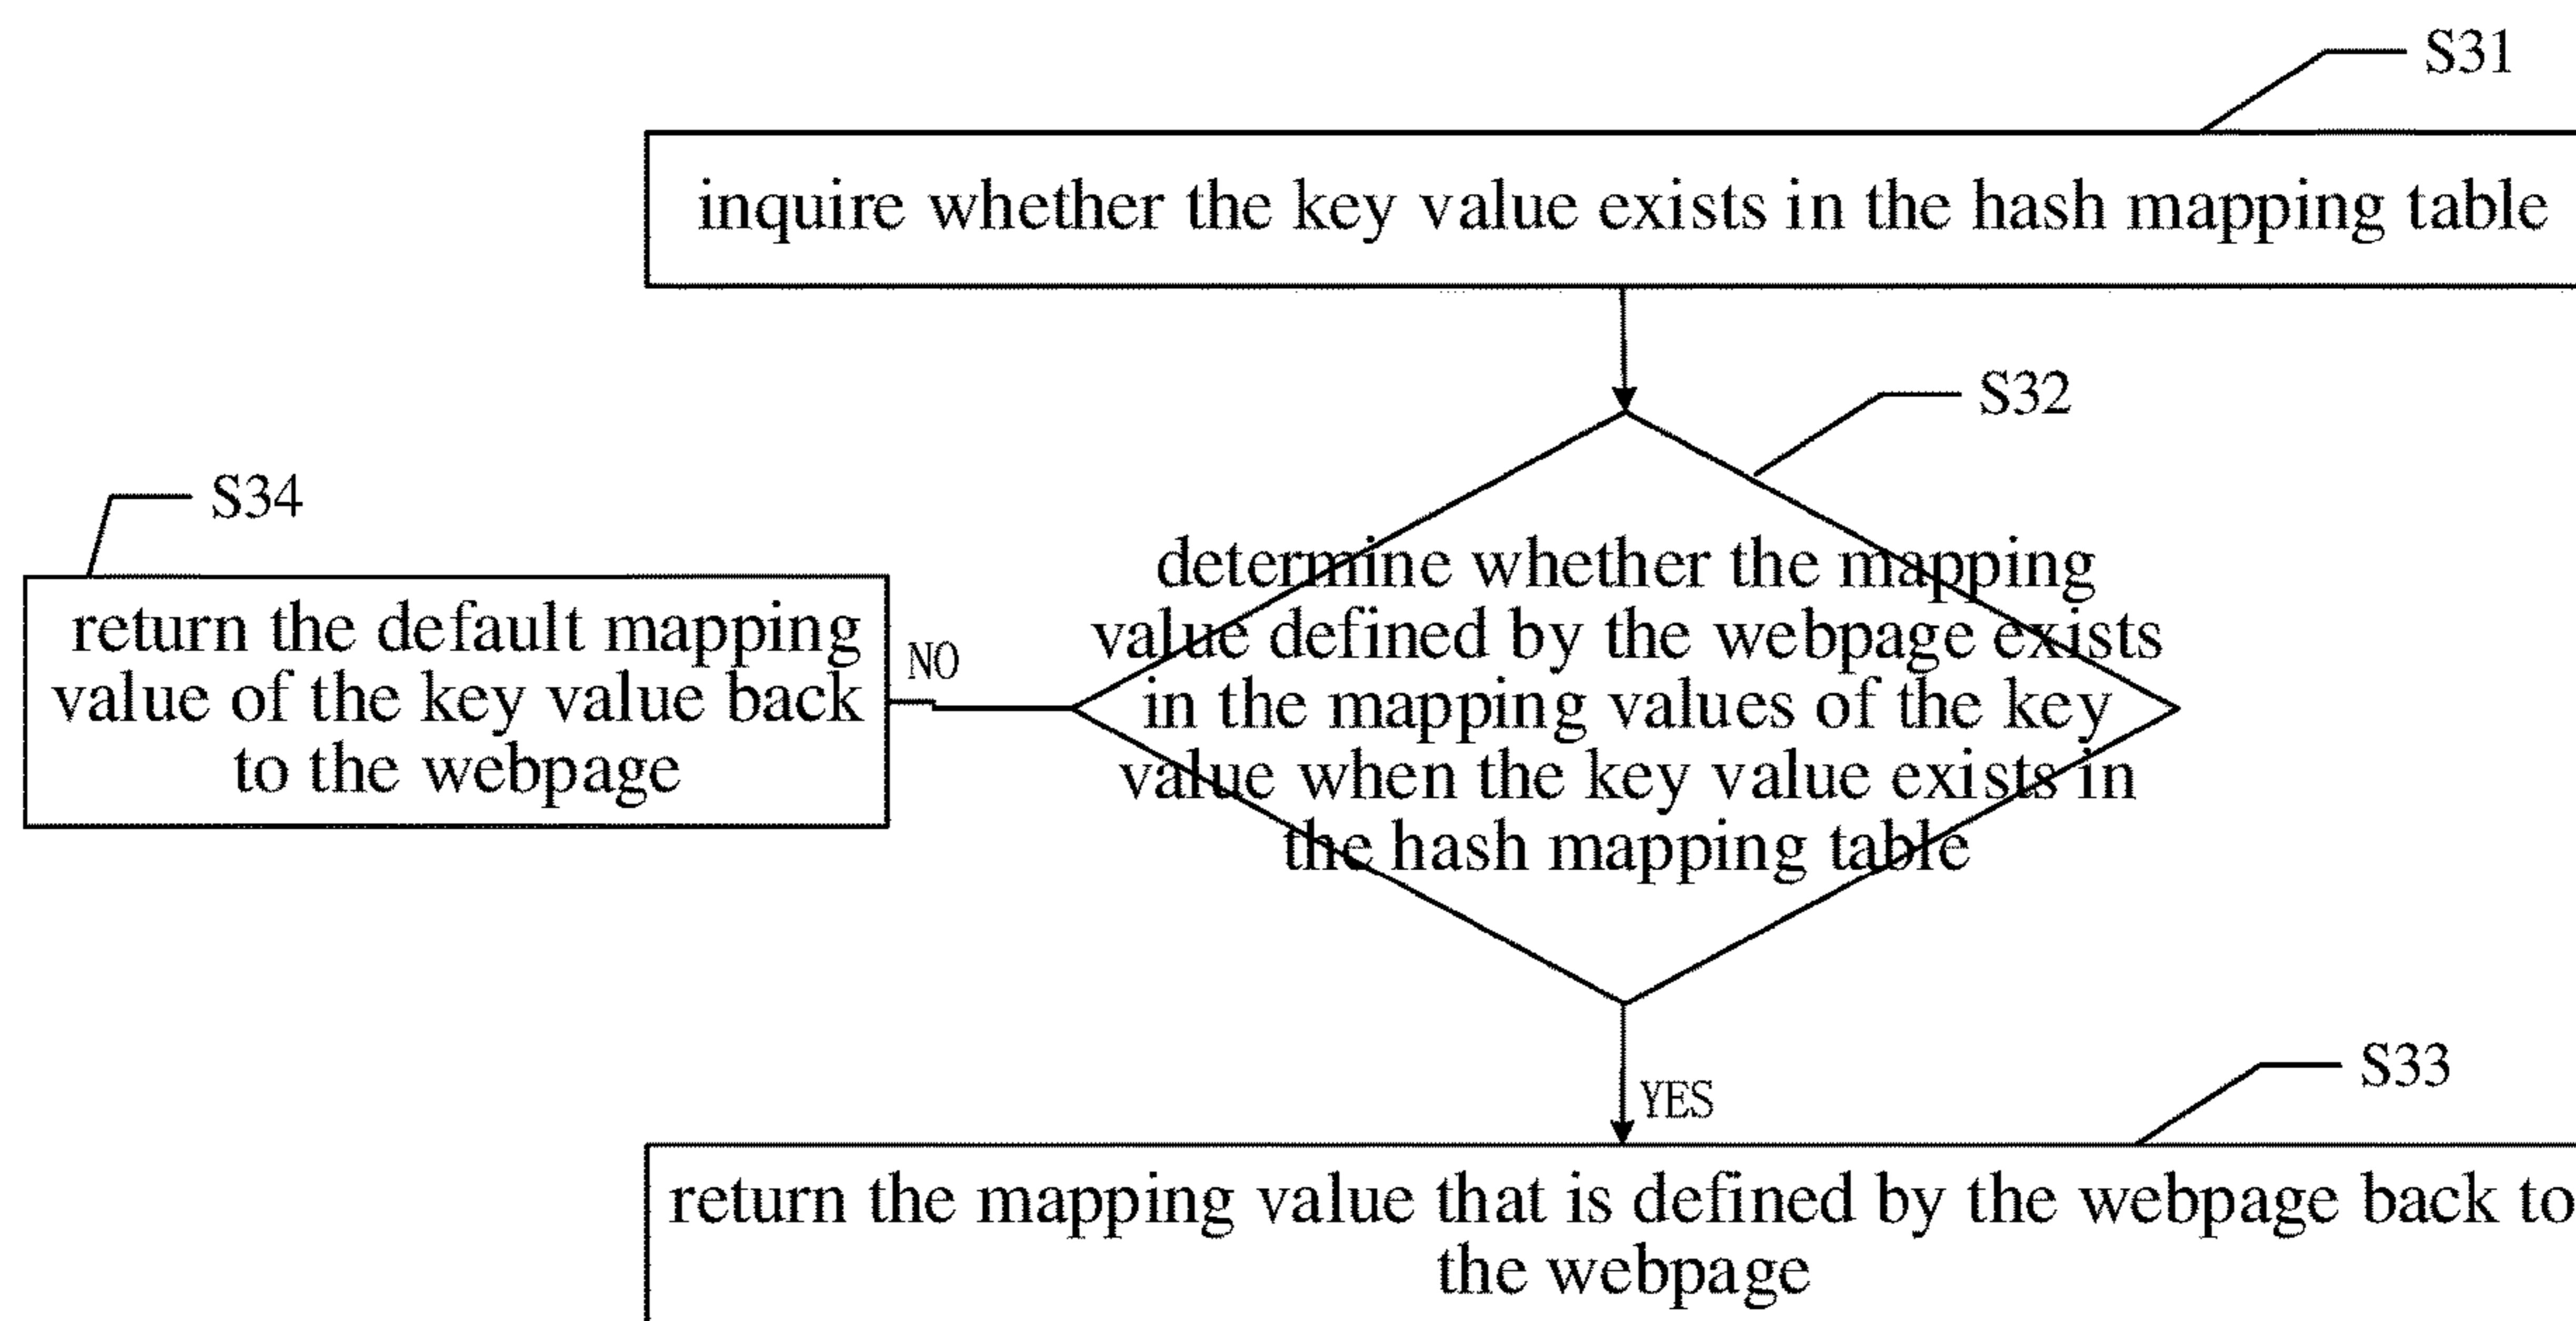 S31
inquire whether the key value exists in the hash mapping table
S32
S34
determine whether the mapping
value defined by the webpage exists
in the mapping values of the key
value when the key value exists in
the hash mapping table
return the default mapping
value of the key value back
to the webpage
NO
YES
S33
return the mapping value that is defined by the webpage back to
the webpage